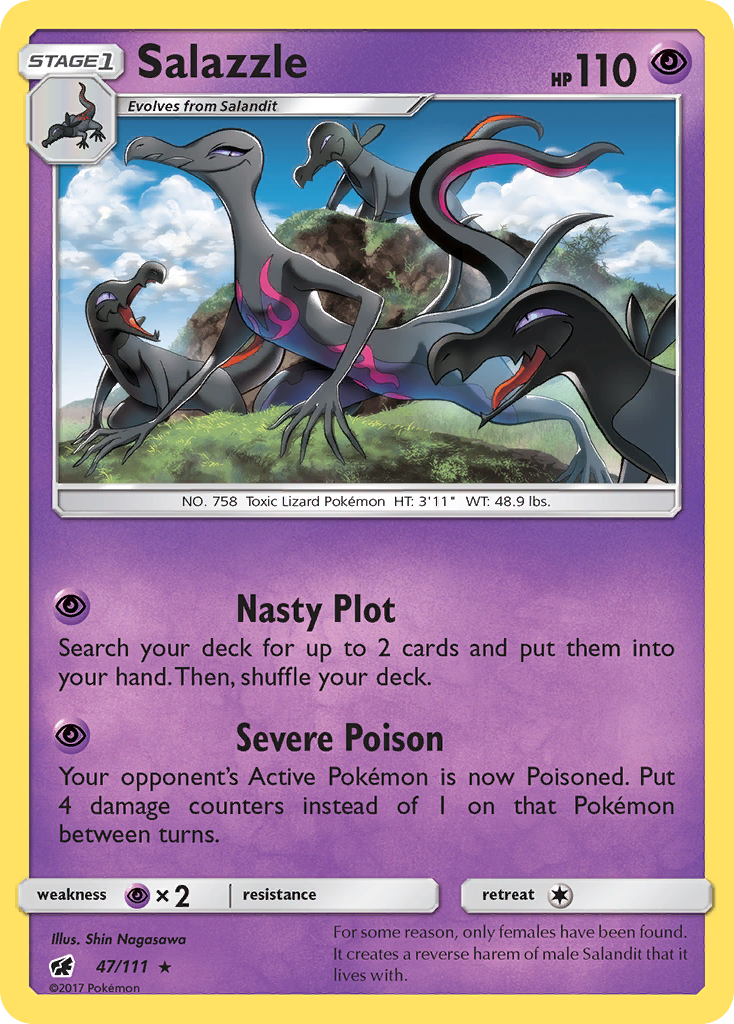 STAGE1
Salazzle
HP 110
Evolves from Salandit
NO. 758 Toxic Lizard Pokémon HT: 3'11" WT: 48.9 lbs.
Nasty Plot
Search your deck for up to 2 cards and put them into
your hand. Then, shuffle your deck.
Severe Poison
Your opponent's Active Pokémon is now Poisoned. Put
4 damage counters instead of 1 on that Pokémon
between turns.
weakness × 2 resistance retreat
Illus. Shin Nagasawa
47/111 ★
©2017 Pokémon
For some reason, only females have been found.
It creates a reverse harem of male Salandit that it
lives with.